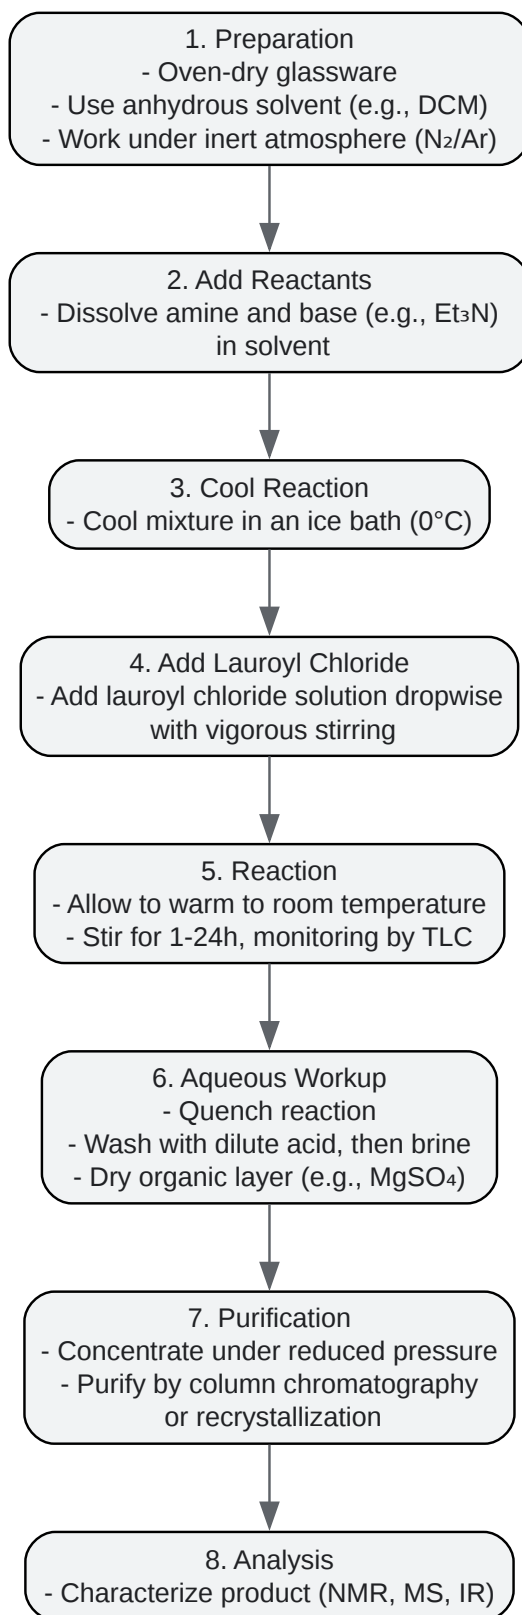 1. Preparation
- Oven-dry glassware
- Use anhydrous solvent (e.g., DCM)
- Work under inert atmosphere (N₂/Ar)
2. Add Reactants
- Dissolve amine and base (e.g., Et₃N)
in solvent
3. Cool Reaction
- Cool mixture in an ice bath (0°C)
4. Add Lauroyl Chloride
- Add lauroyl chloride solution dropwise
with vigorous stirring
5. Reaction
- Allow to warm to room temperature
- Stir for 1-24h, monitoring by TLC
6. Aqueous Workup
- Quench reaction
- Wash with dilute acid, then brine
- Dry organic layer (e.g., MgSO₄)
7. Purification
- Concentrate under reduced pressure
- Purify by column chromatography
or recrystallization
8. Analysis
- Characterize product (NMR, MS, IR)